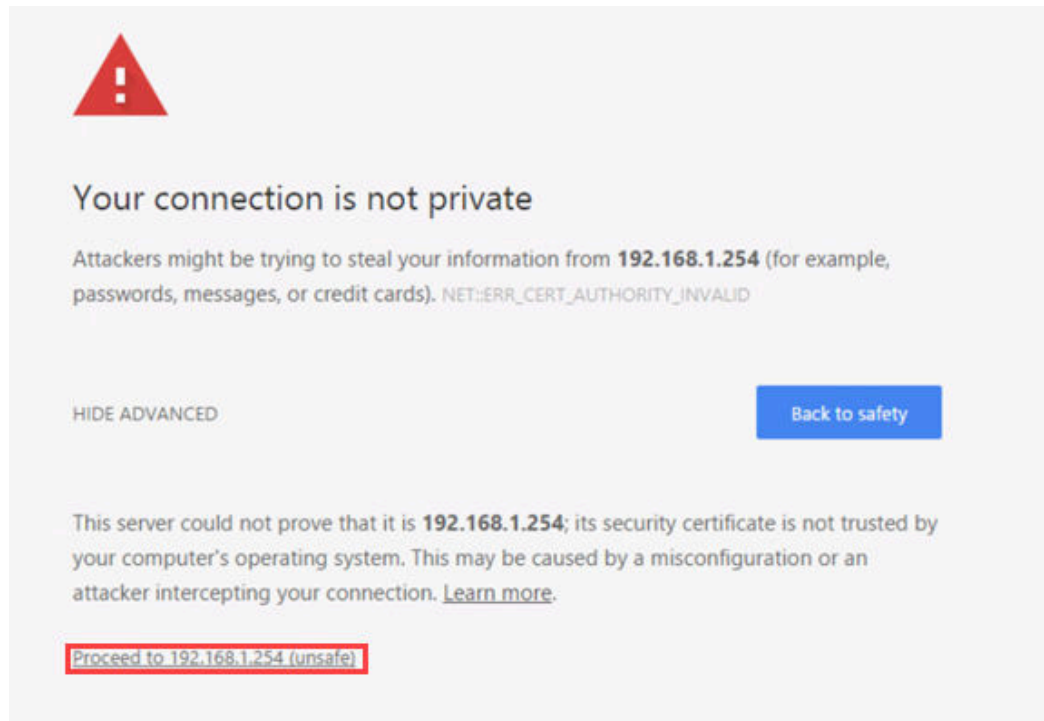 Your connection is not private
Attackers might be trying to steal your information from 192.168.1.254 (for example,
passwords, messages, or credit cards). NET::ERR_CERT_AUTHORITY_INVALID
HIDE ADVANCED
Back to safety
This server could not prove that it is 192.168.1.254; its security certificate is not trusted by
your computer's operating system. This may be caused by a misconfiguration or an
attacker intercepting your connection. Learn more.
Proceed to 192.168.1.254 (unsafe)